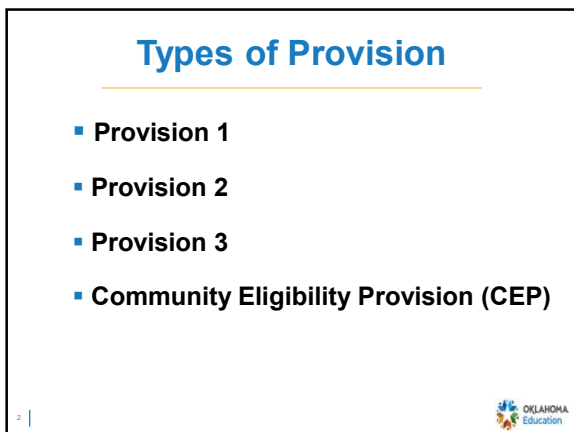 Types of Provision
Provision 1
Provision 2
Provision 3
Community Eligibility Provision (CEP)
2
OKLAHOMA
Education